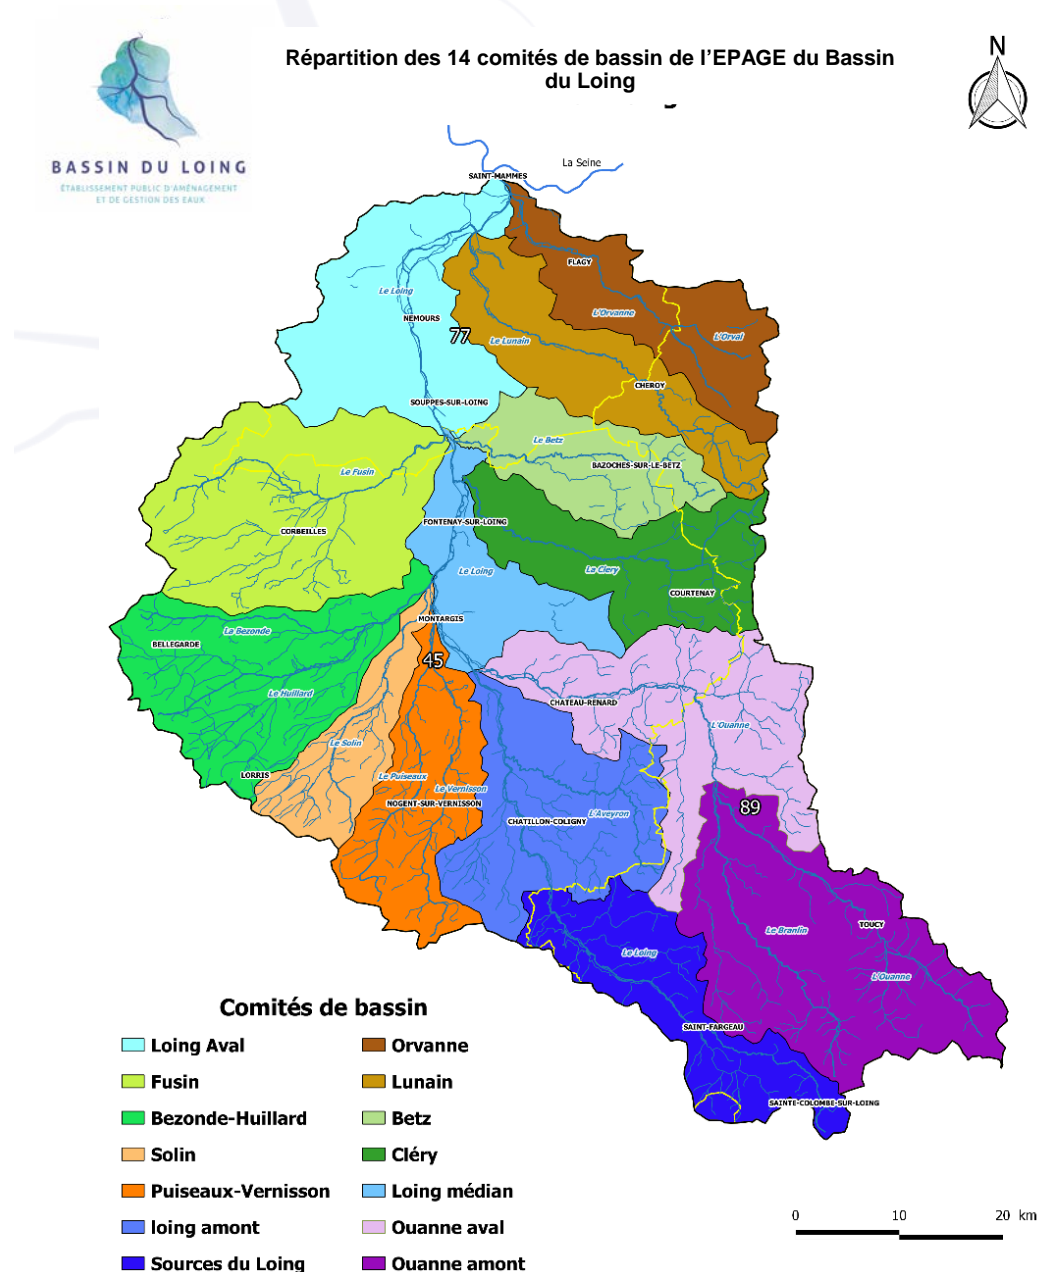 Répartition des 14 comités de bassin de l’EPAGE du Bassin
du Loing
N
BASSIN DU LOING
ÉTABLISSEMENT PUBLIC D'AMÉNAGEMENT
ET DE GESTION DES EAUX
La Seine
SAINT-MAMMES
FLAGY
Le Loing
L'Orvanne
NEMOURS
77
Le Lunain
L'Orval
CHEROY
SOUPPES-SUR-LOING
Le Betz
BAZOCHES-SUR-LE-BETZ
Le Fusin
FONTENAY-SUR-LOING
CORBEILLES
Le Loing
La Clery
COURTENAY
MONTARGIS
La Bezonde
BELLEGARDE
45
Le Huillard
CHATEAU-RENARD
L'Ouanne
Le Solin
LORRIS
Le Puiseaux
Le Vernisson
NOGENT-SUR-VERNISSON
89
L'Aveyron
CHATILLON-COLIGNY
TOUCY
Le Branlin
Le Loing
L'Ouanne
SAINT-FARGEAU
SAINTE-COLOMBE-SUR-LOING
Comités de bassin
Loing Aval
Orvanne
Fusin
Lunain
Bezonde-Huillard
Betz
Solin
Cléry
Puiseaux-Vernisson
Loing médian
loing amont
Ouanne aval
Sources du Loing
Ouanne amont
0 10 20 km